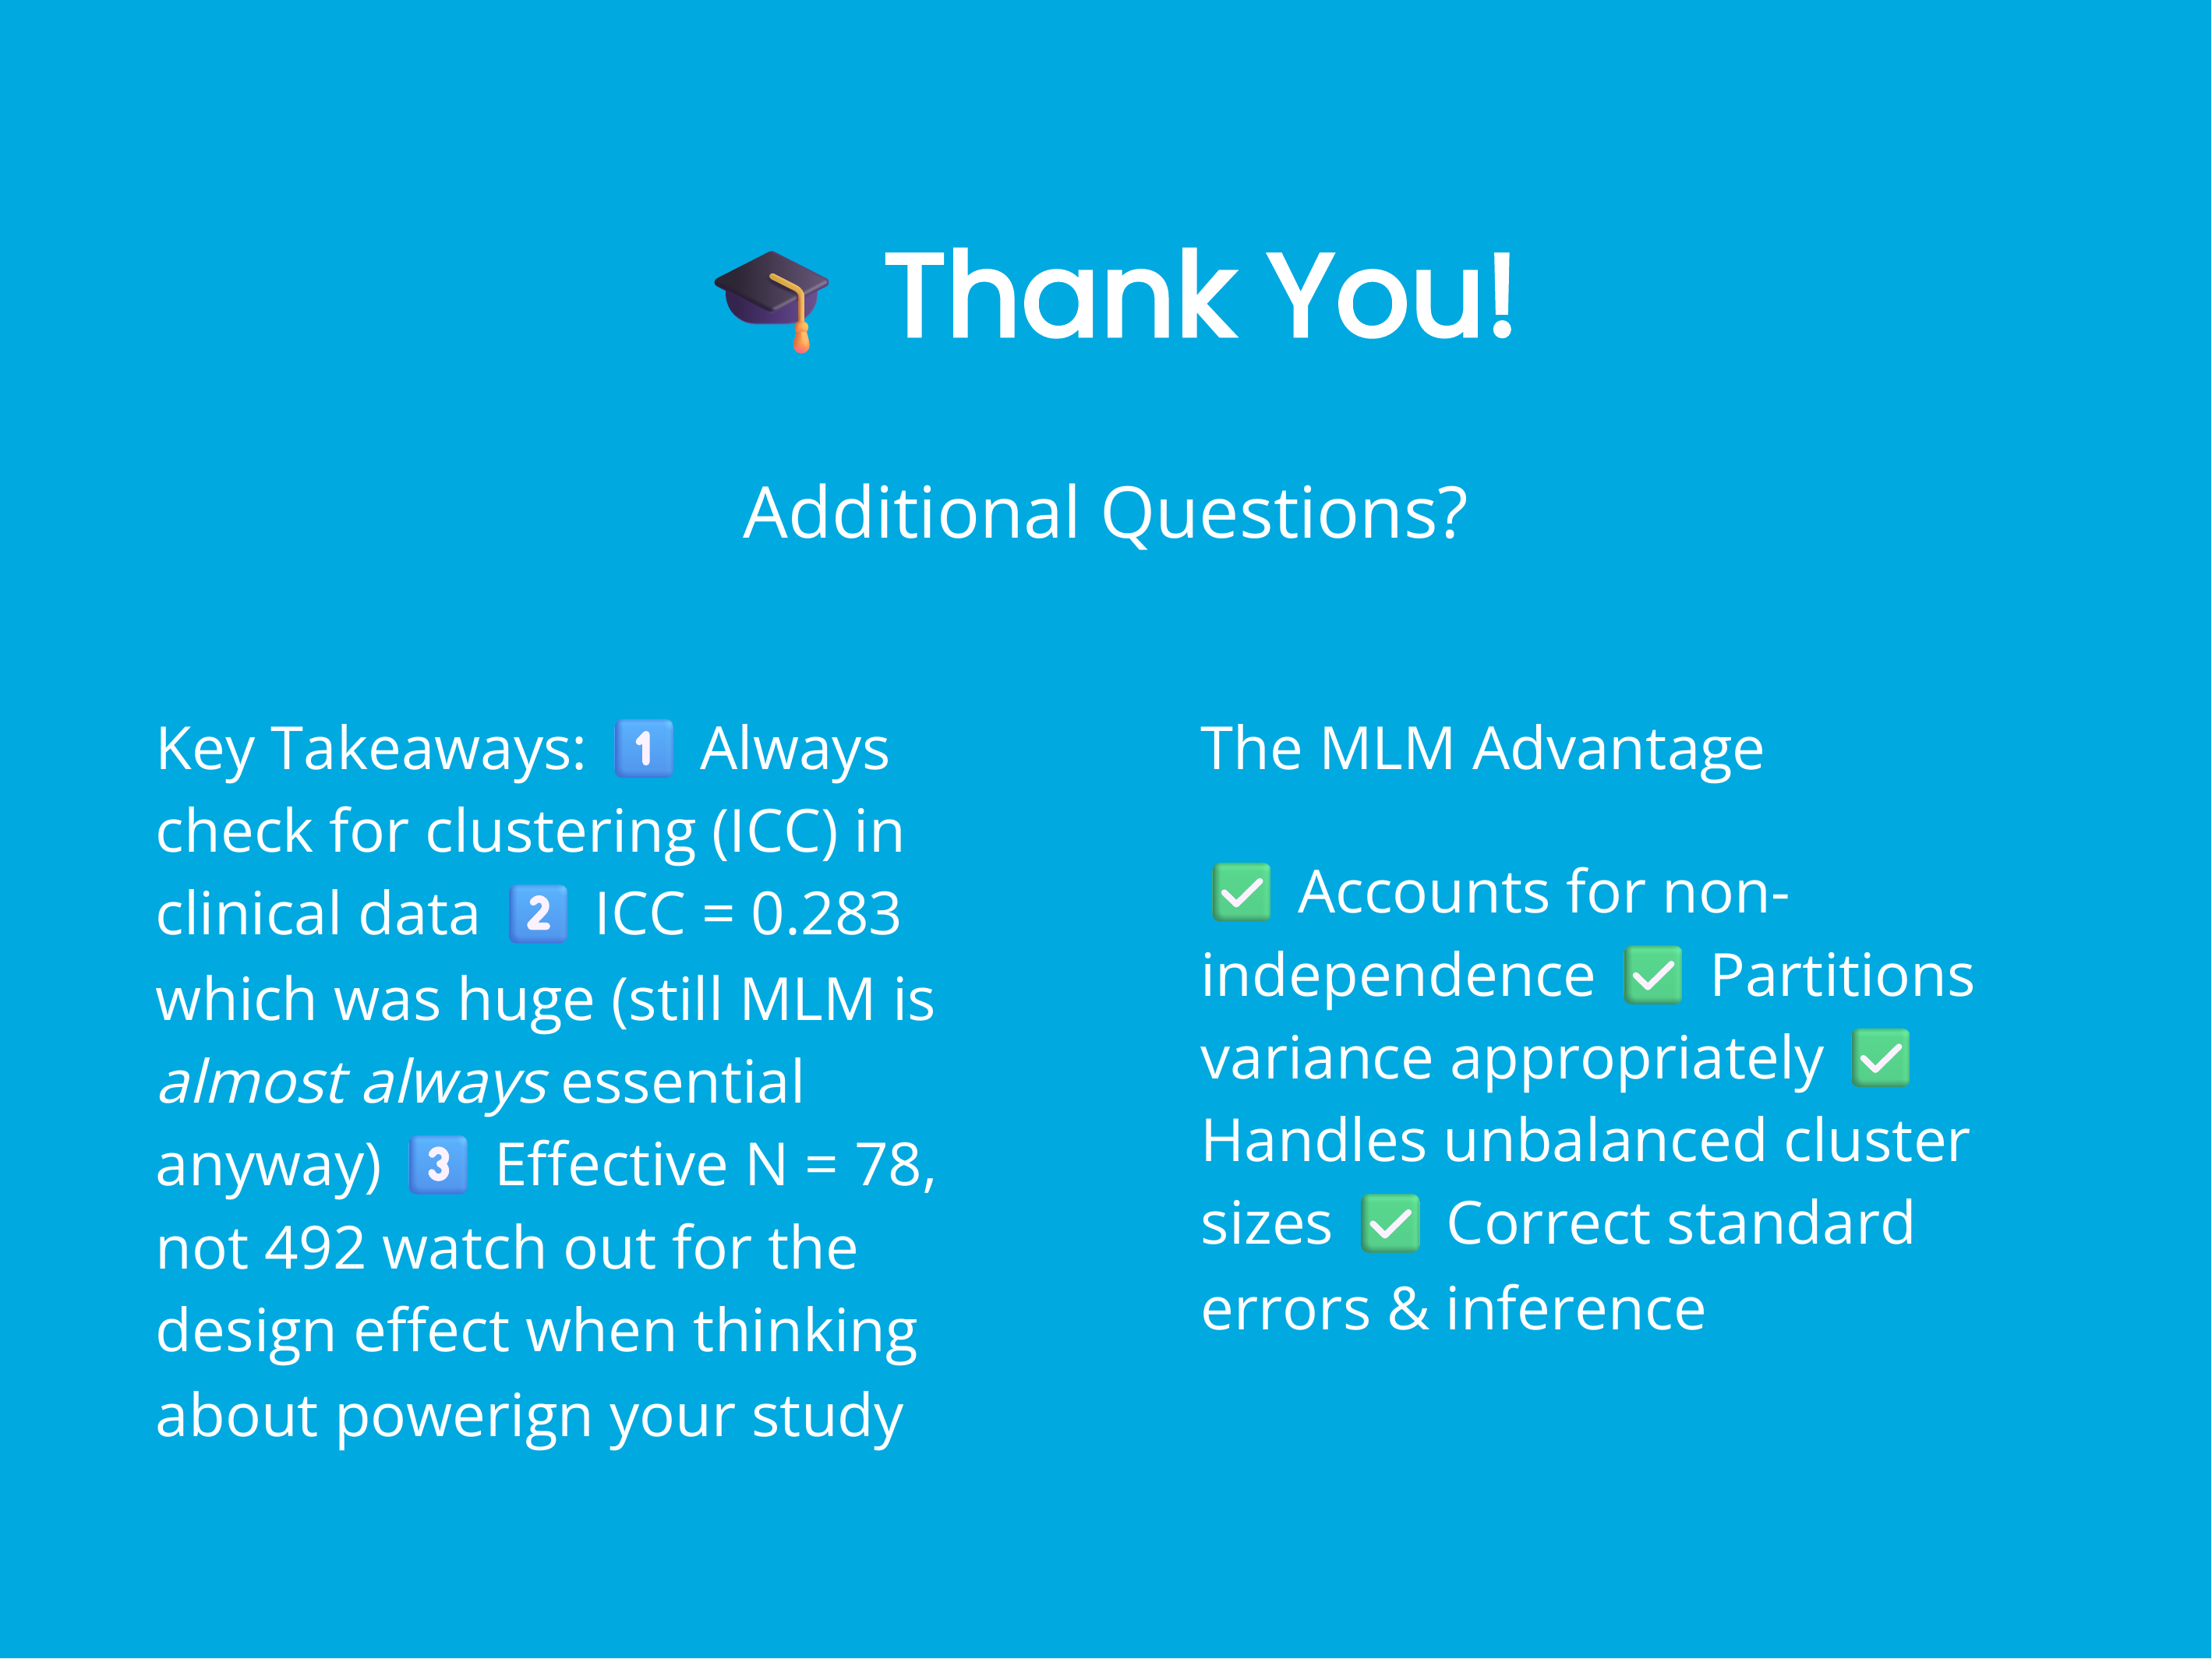 🎓 Thank You!
Additional Questions?
Key Takeaways: 1️⃣ Always
check for clustering (ICC) in
clinical data 2️⃣ ICC = 0.283
which was huge (still MLM is
almost always essential
anyway) 3️⃣ Effective N = 78,
not 492 watch out for the
design effect when thinking
about powerign your study
The MLM Advantage
✅ Accounts for non-
independence ✅ Partitions
variance appropriately ✅
Handles unbalanced cluster
sizes ✅ Correct standard
errors & inference